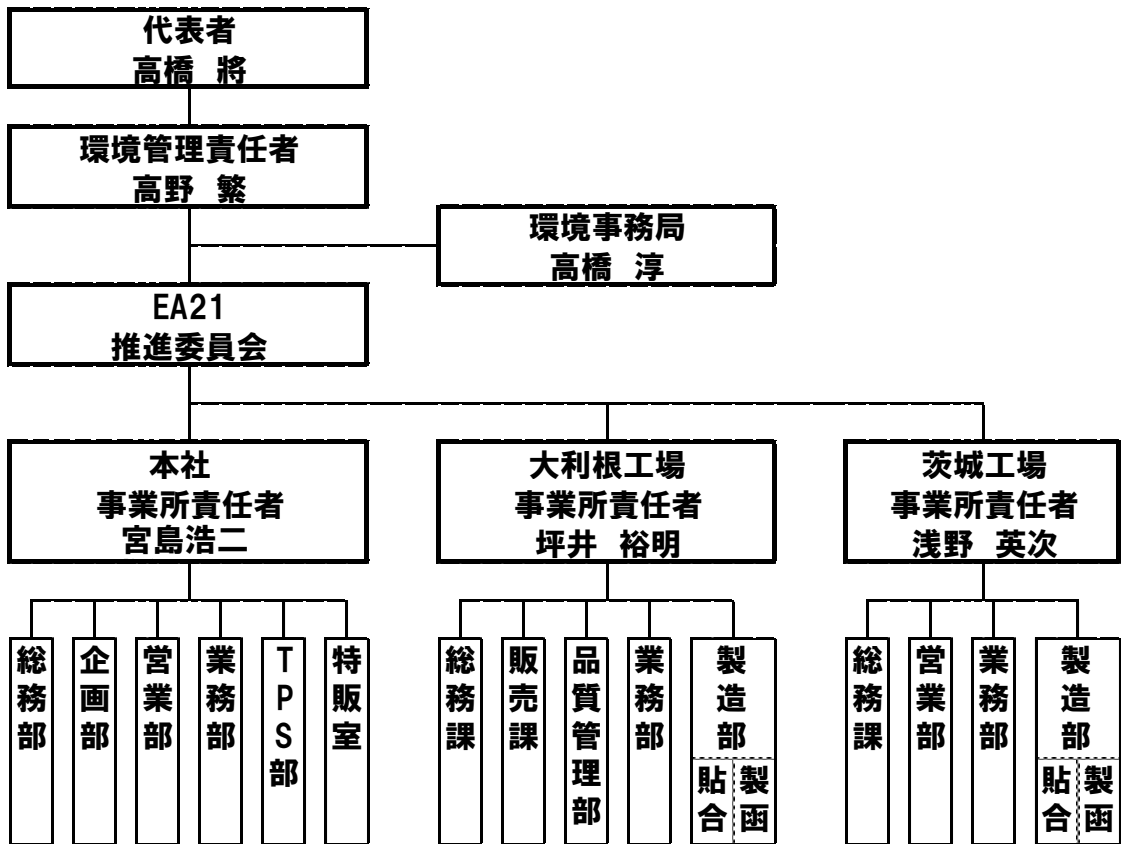 代表者
高橋 將
環境管理責任者
高野 繁
環境事務局
高橋 淳
EA21
推進委員会
本社
事業所責任者
宮島浩二
大利根工場
事業所責任者
坪井 裕明
茨城工場
事業所責任者
浅野 英次
総務部
企画部
営業部
業務部
TPS部
特販室
総務課
販売課
品質管理部
業務部
製造部
貼合
製函
総務課
営業部
業務部
製造部
貼合
製函